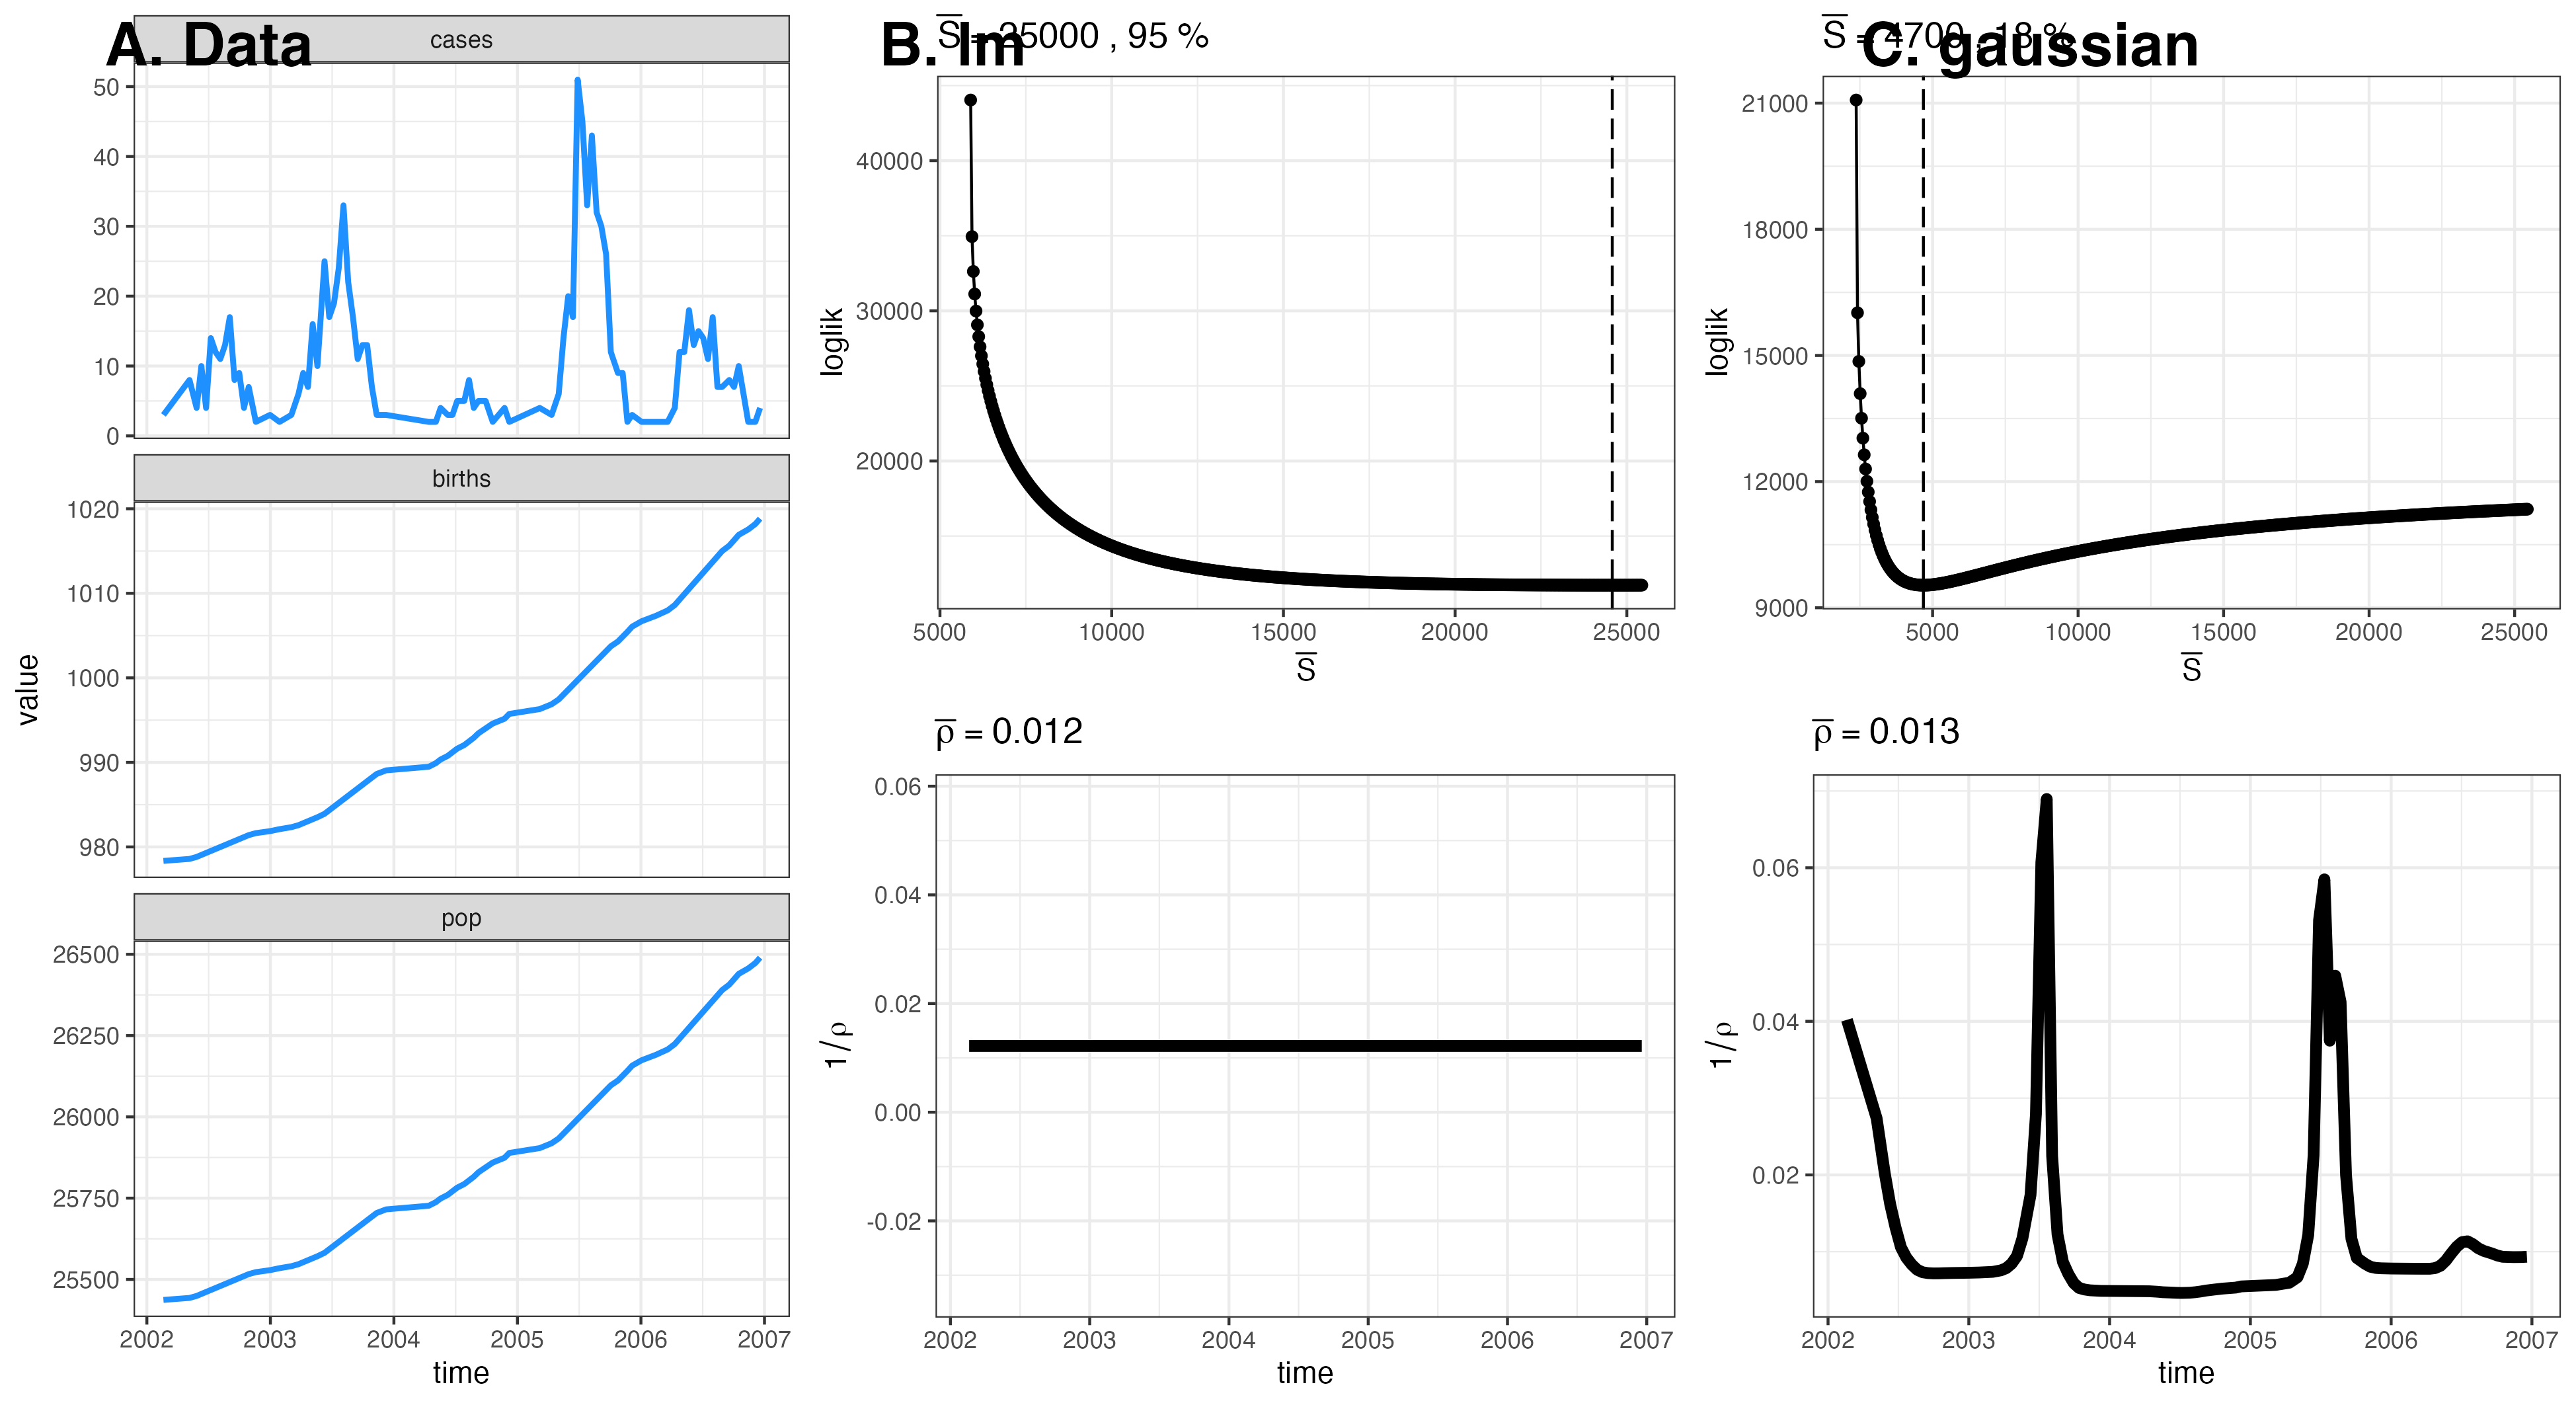 A. Data
cases
50
40
30
20
10
0
births
1020
1010
1000
990
980
pop
26500
26250
26000
25750
25500
value
2002 2003 2004 2005 2006 2007
time
B. lm
S̅ = 25000 , 95 %
40000
30000
20000
loglik
5000 10000 15000 20000 25000
S̅
ρ̅ = 0.012
0.06
0.04
0.02
0.00
-0.02
1/ρ
2002 2003 2004 2005 2006 2007
time
C. gaussian
S̅ = 4700 , 18 %
21000
18000
15000
12000
9000
loglik
5000 10000 15000 20000 25000
S̅
ρ̅ = 0.013
0.06
0.04
0.02
1/ρ
2002 2003 2004 2005 2006 2007
time